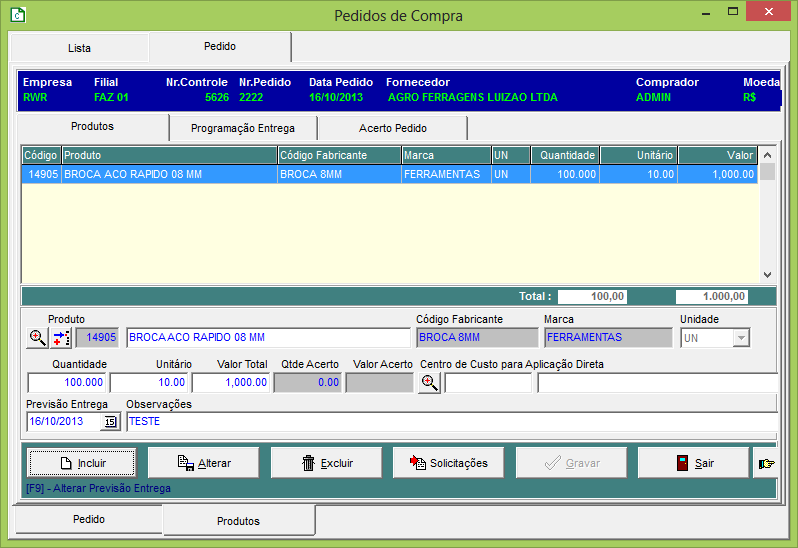 Pedidos de Compra
Lista Pedido
Empresa Filial Nr.Controle Nr.Pedido Data Pedido Fornecedor Comprador Moeda
RWR FAZ 01 5626 2222 16/10/2013 AGRO FERRAGENS LUIZAO LTDA ADMIN R$
Produtos Programação Entrega Acerto Pedido
Código Produto Código Fabricante Marca UN Quantidade Unitário Valor
14905 BROCA ACO RAPIDO 08 MM BROCA 8MM FERRAMENTAS UN 100.000 10.00 1,000.00
Total : 100,00 1.000,00
Produto Código Fabricante Marca Unidade
14905 BROCA ACO RAPIDO 08 MM BROCA 8MM FERRAMENTAS UN
Quantidade Unitário Valor Total Qtde Acerto Valor Acerto Centro de Custo para Aplicação Direta
100.000 10.00 1,000.00 0.00
Previsão Entrega Observações
16/10/2013 15 TESTE
Incluir Alterar Excluir Solicitações Gravar Sair
[F9] - Alterar Previsão Entrega
Pedido Produtos